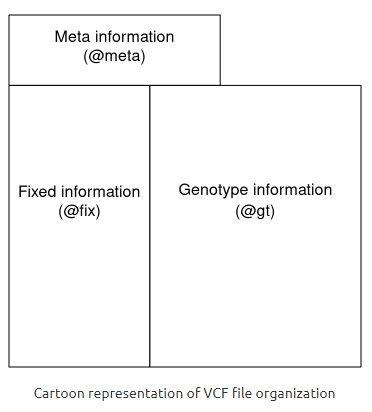 Meta information
(@meta)
Fixed information
(@fix)
Genotype information
(@gt)
Cartoon representation of VCF file organization